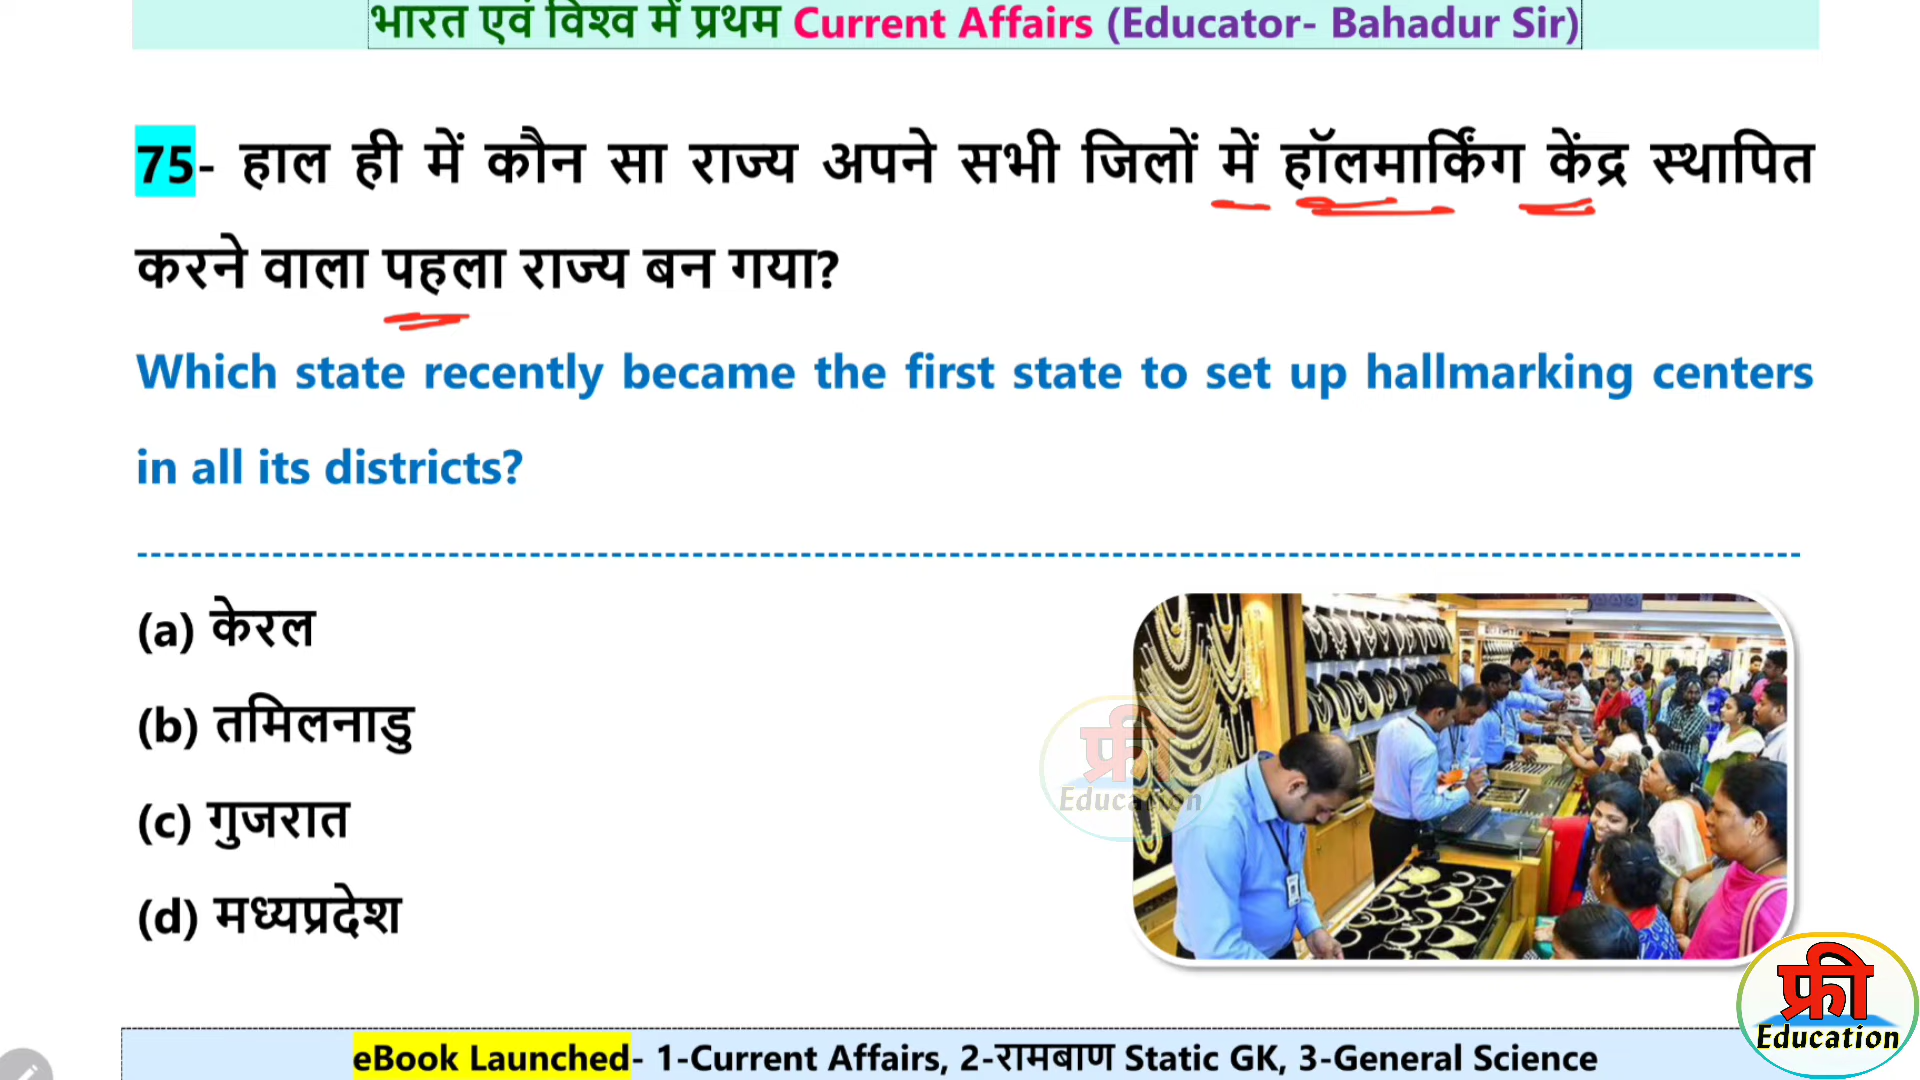 भारत एवं विश्व में प्रथम Current Affairs (Educator- Bahadur Sir)
75- हाल ही में कौन सा राज्य अपने सभी जिलों में हॉलमार्किंग केंद्र स्थापित
करने वाला पहला राज्य बन गया?
Which state recently became the first state to set up hallmarking centers
in all its districts?
(a) केरल
(b) तमिलनाडु
(c) गुजरात
(d) मध्यप्रदेश
फ्री
Education
फ्री
Education
eBook Launched- 1-Current Affairs, 2-रामबाण Static GK, 3-General Science